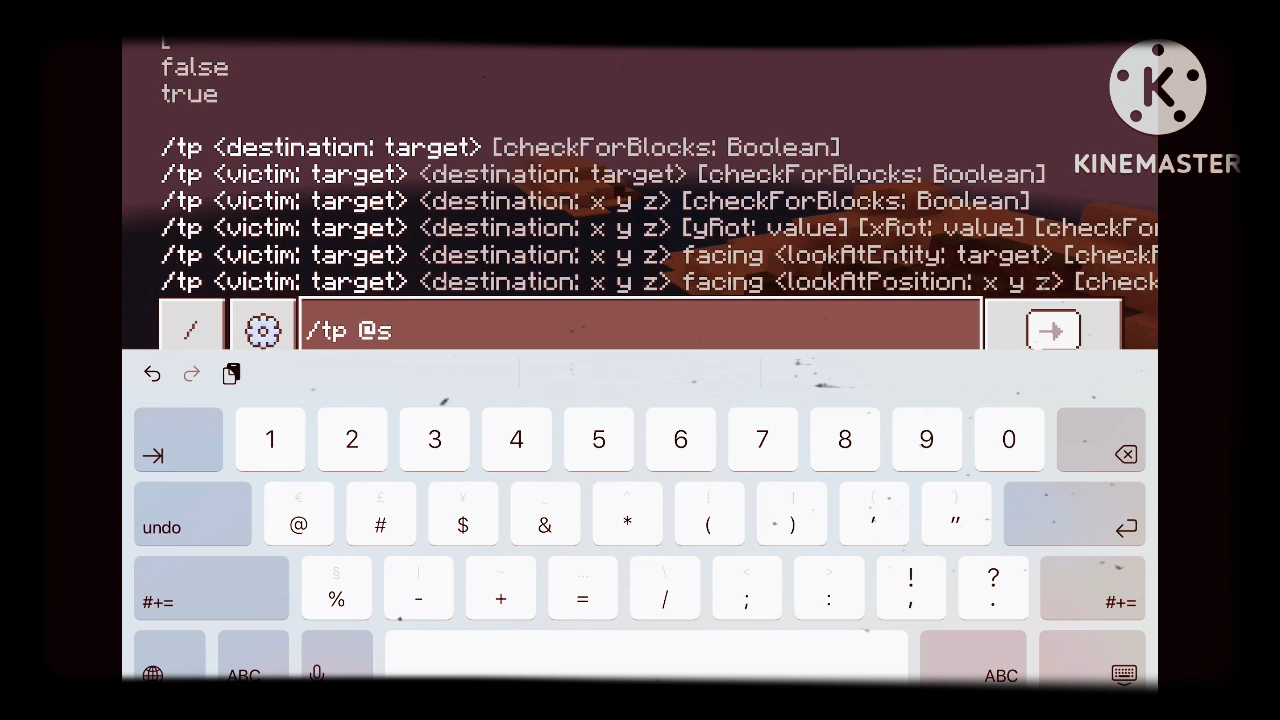 [
false
true
/tp <destination: target> [checkForBlocks: Boolean]
/tp <victim: target> <destination: target> [checkForBlocks: Boolean]
/tp <victim: target> <destination: x y z> [checkForBlocks: Boolean]
/tp <victim: target> <destination: x y z> [yRot: value] [xRot: value] [checkFor
/tp <victim: target> <destination: x y z> facing <lookAtEntity: target> [checkF
/tp <victim: target> <destination: x y z> facing <lookAtPosition: x y z> [check
K
KINEMASTER
/ /tp @s
1 2 3 4 5 6 7 8 9 0
€ £ ¥ _ ^ [ ] { }
undo @ # $ & * ( ) ' "
§ | ~ … \ < > ! ?
#+= % - + = / ; : , . #+=
ABC ABC